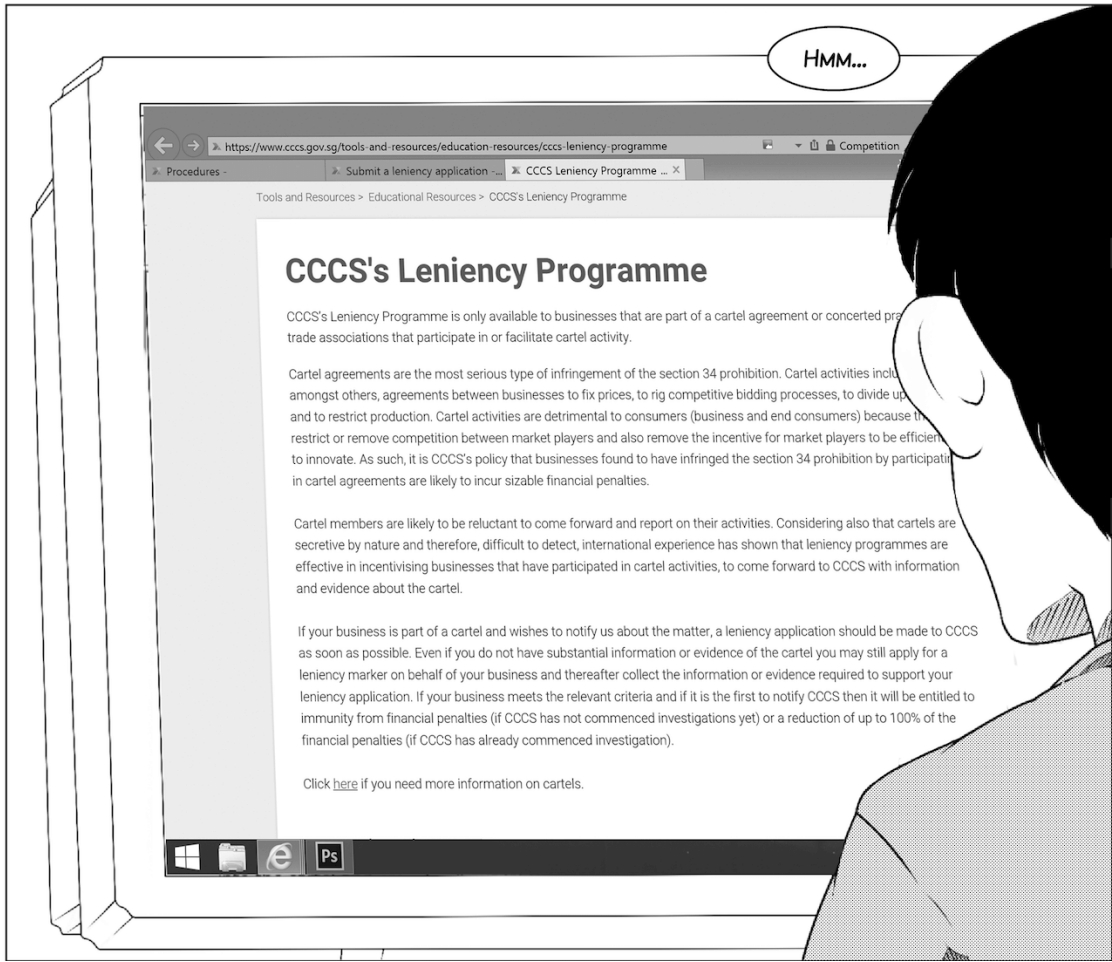 HMM...
https://www.cccs.gov.sg/tools-and-resources/education-resources/cccs-leniency-programme
Competition
Procedures -
Submit a leniency application -...
CCCS Leniency Programme ...
Tools and Resources > Educational Resources > CCCS's Leniency Programme
CCCS's Leniency Programme
CCCS's Leniency Programme is only available to businesses that are part of a cartel agreement or concerted
trade associations that participate in or facilitate cartel activity.
Cartel agreements are the most serious type of infringement of the section 34 prohibition. Cartel activities
amongst others, agreements between businesses to fix prices, to rig competitive bidding processes, to divide up
and to restrict production. Cartel activities are detrimental to consumers (business and end consumers) because
restrict or remove competition between market players and also remove the incentive for market players to be
to innovate. As such, it is CCCS's policy that businesses found to have infringed the section 34 prohibition by
in cartel agreements are likely to incur sizable financial penalties.
Cartel members are likely to be reluctant to come forward and report on their activities. Considering also that cartels are
secretive by nature and therefore, difficult to detect, international experience has shown that leniency programmes are
effective in incentivising businesses that have participated in cartel activities, to come forward to CCCS with information
and evidence about the cartel.
If your business is part of a cartel and wishes to notify us about the matter, a leniency application should be made to CCCS
as soon as possible. Even if you do not have substantial information or evidence of the cartel you may still apply for a
leniency marker on behalf of your business and thereafter collect the information or evidence required to support your
leniency application. If your business meets the relevant criteria and if it is the first to notify CCCS then it will be entitled to
immunity from financial penalties (if CCCS has not commenced investigations yet) or a reduction of up to 100% of the
financial penalties (if CCCS has already commenced investigation).
Click here if you need more information on cartels.
Ps